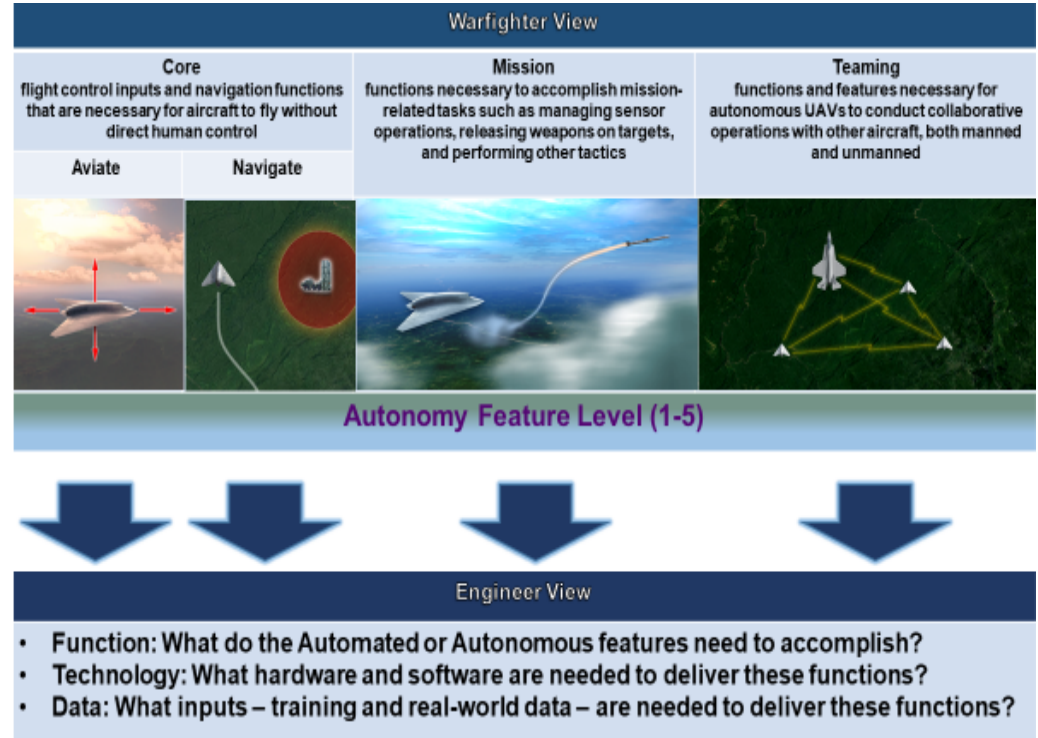 Warfighter View
Core
flight control inputs and navigation functions
that are necessary for aircraft to fly without
direct human control
Aviate
Navigate
Mission
functions necessary to accomplish mission-
related tasks such as managing sensor
operations, releasing weapons on targets,
and performing other tactics
Teaming
functions and features necessary for
autonomous UAVs to conduct collaborative
operations with other aircraft, both manned
and unmanned
Autonomy Feature Level (1-5)
Engineer View
• Function: What do the Automated or Autonomous features need to accomplish?
• Technology: What hardware and software are needed to deliver these functions?
• Data: What inputs – training and real-world data – are needed to deliver these functions?